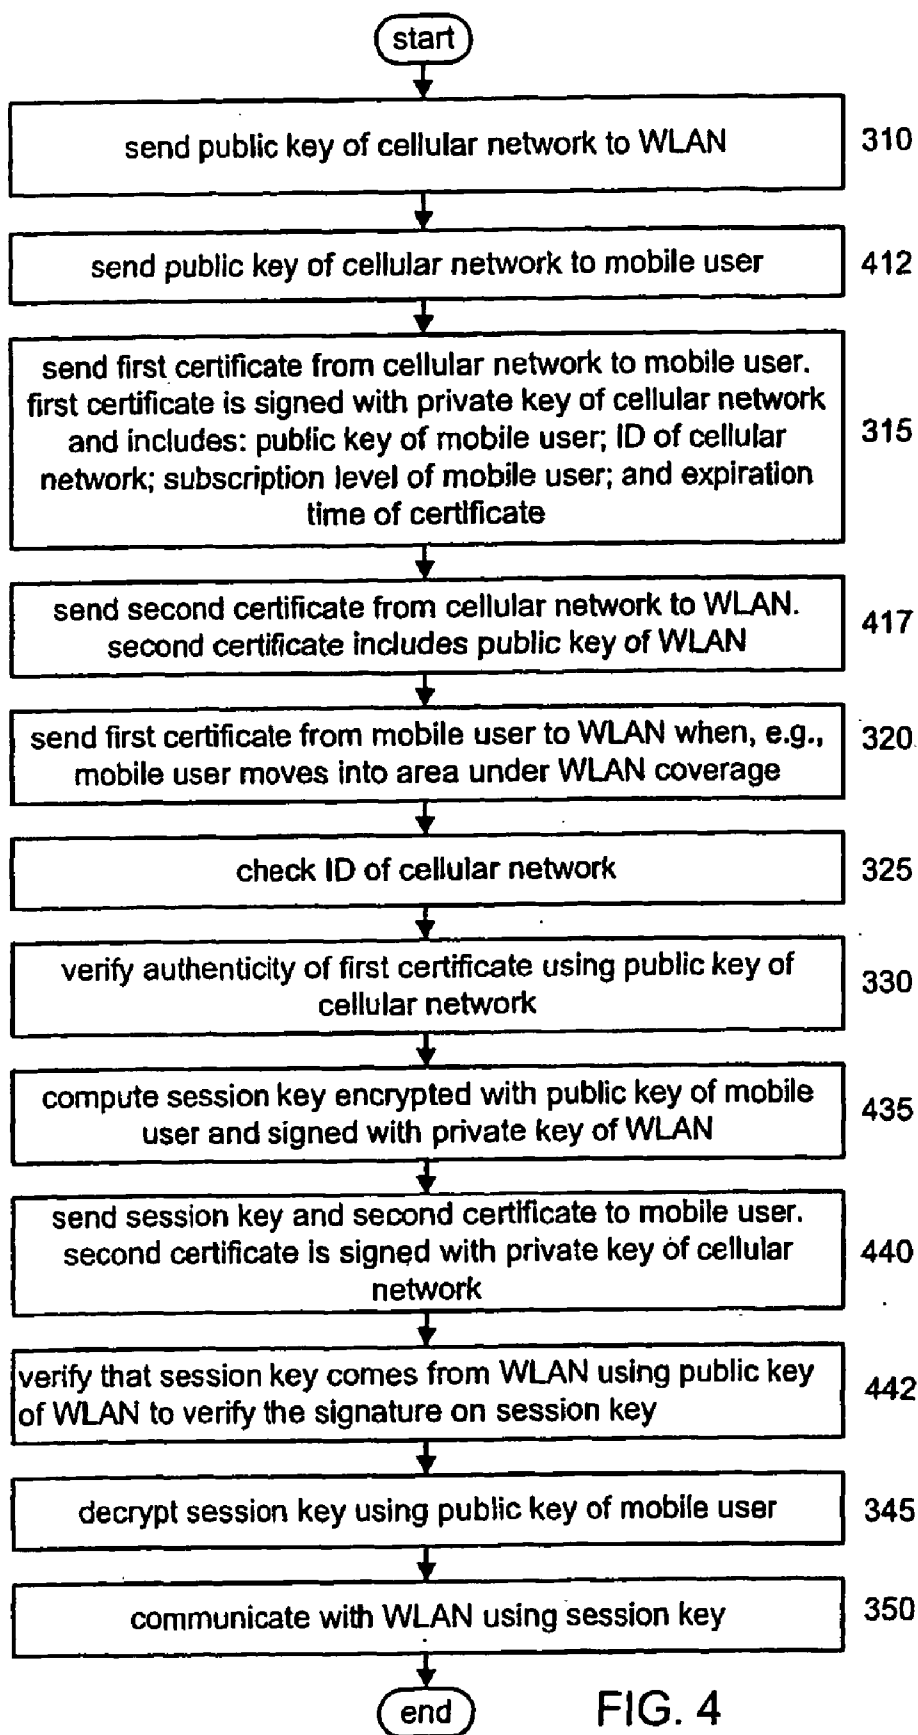 start
send public key of cellular network to WLAN
310
send public key of cellular network to mobile user
412
send first certificate from cellular network to mobile user.
first certificate is signed with private key of cellular network
and includes: public key of mobile user; ID of cellular
network; subscription level of mobile user; and expiration
time of certificate
315
send second certificate from cellular network to WLAN.
second certificate includes public key of WLAN
417
send first certificate from mobile user to WLAN when, e.g.,
mobile user moves into area under WLAN coverage
320
check ID of cellular network
325
verify authenticity of first certificate using public key of
cellular network
330
compute session key encrypted with public key of mobile
user and signed with private key of WLAN
435
send session key and second certificate to mobile user.
second certificate is signed with private key of cellular
network
440
verify that session key comes from WLAN using public key
of WLAN to verify the signature on session key
442
decrypt session key using public key of mobile user
345
communicate with WLAN using session key
350
end
FIG. 4